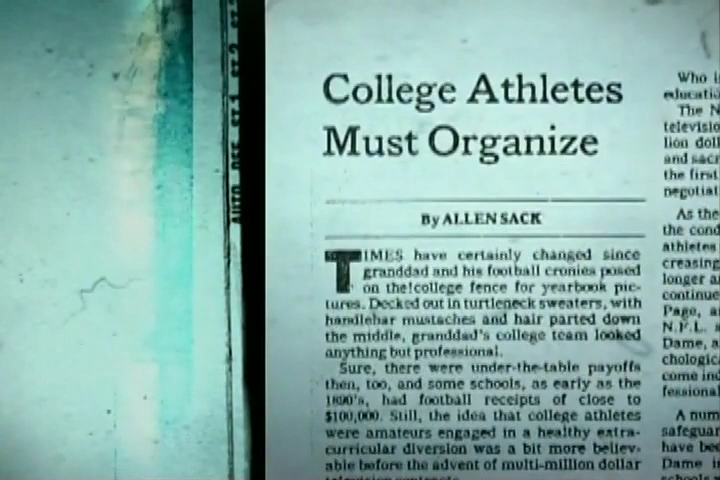 College Athletes
Must Organize
By ALLEN SACK
TIMES have certainly changed since
granddad and his football cronies posed
on the college fence for yearbook pic-
tures. Decked out in turtleneck sweaters, with
handlebar mustaches and hair parted down
the middle, granddad's college team looked
anything but professional.
Sure, there were under-the-table payoffs
then, too, and some schools, as early as the
1890's, had football receipts of close to
$100,000. Still, the idea that college athletes
were amateurs engaged in a healthy extra-
curricular diversion was a bit more believ-
able before the advent of multi-million dollar
Who
The N
lion doll
and sacr
the first
negotiat
As the
the cond
athletes
creasing
longer a
continue
Page, a
N.F.L.
Dame, a
chologic
come ind
fessional
A num
safeguar
have be
Dame i